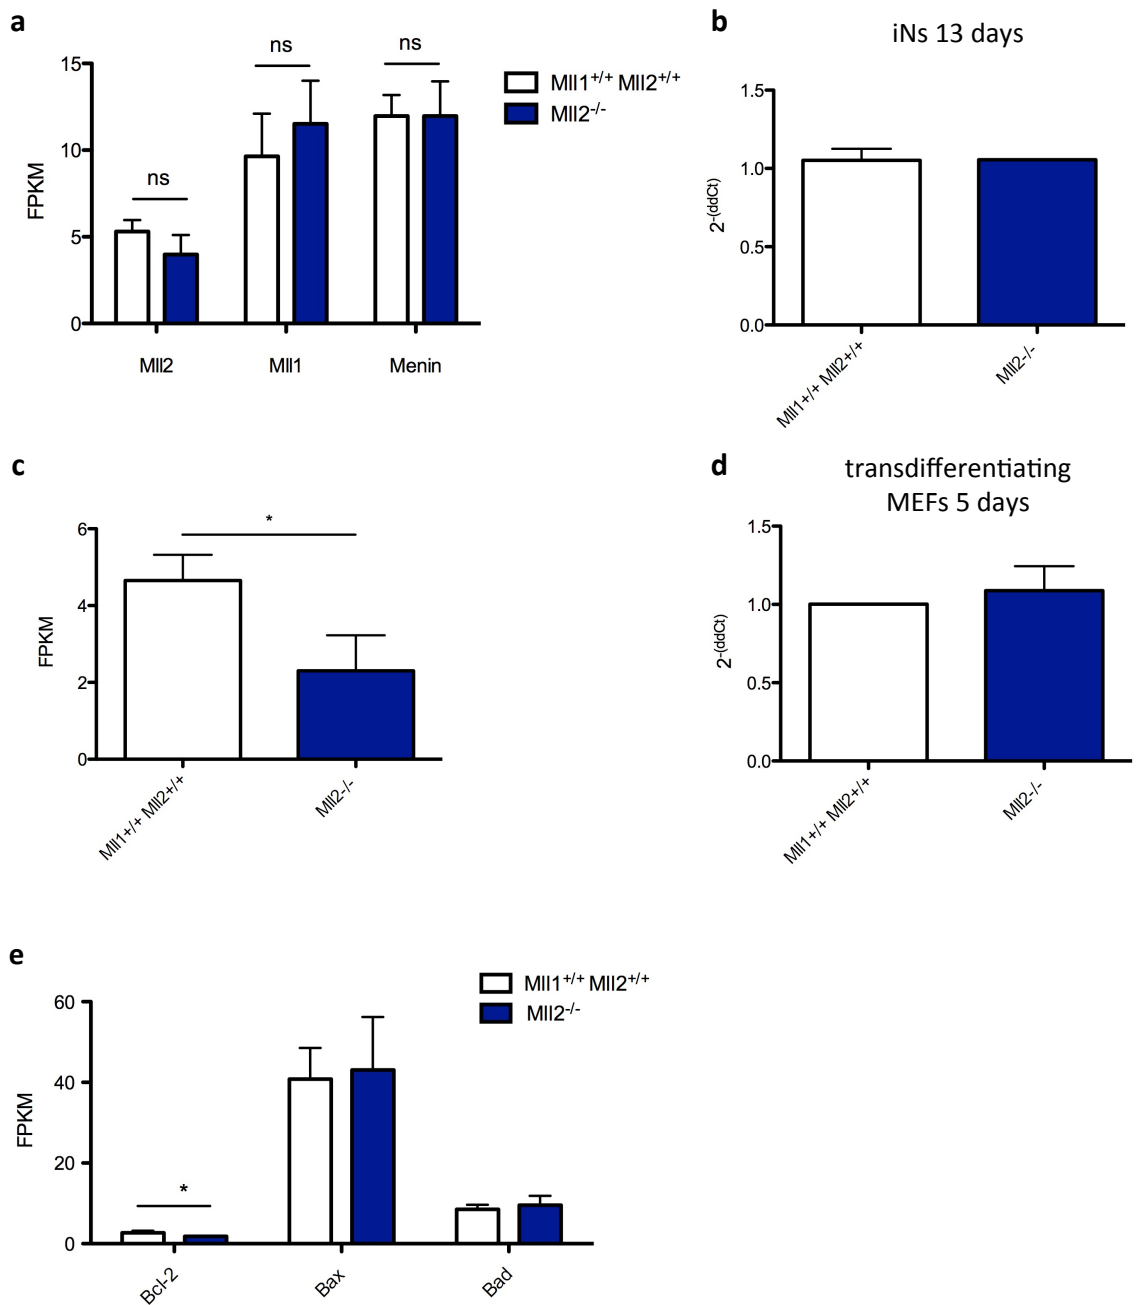 a
ns
ns
ns
15
10
5
0
FPKM
Mll2
Mll1
Menin
Mll1+/+ Mll2+/+
Mll2-/-
b
iNs 13 days
1.5
1.0
0.5
0.0
2-(ddCt)
Mll1+/+ Mll2+/+
Mll2-/-
c
*
6
4
2
0
FPKM
Mll1+/+ Mll2+/+
Mll2-/-
d
transdifferentiating
MEFs 5 days
1.5
1.0
0.5
0.0
2-(ddCt)
Mll1+/+ Mll2+/+
Mll2-/-
e
Mll1+/+ Mll2+/+
Mll2-/-
60
40
20
0
FPKM
*
Bcl-2
Bax
Bad